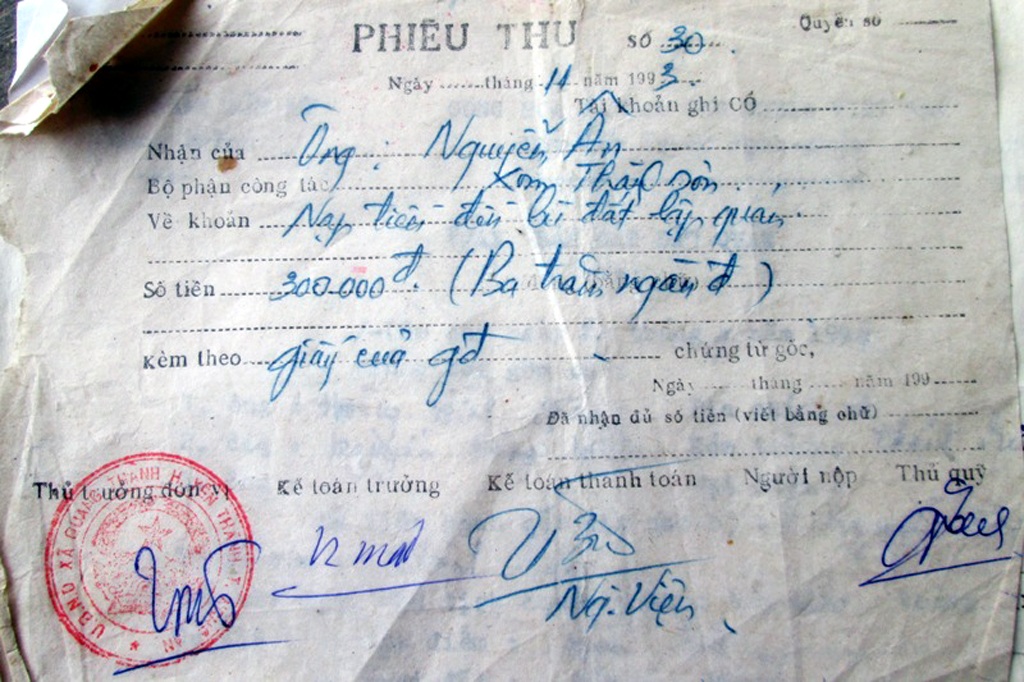 Quyển số
PHIẾU THU số 30
Ngày ...... tháng 11 năm 1993
Tài khoản ghi CÓ
Nhận của Ông: Nguyễn Ân
Bộ phận công tác Xóm
Về khoản Nạp tiền đền bù đất lập quán
Số tiền 300.000đ. (Ba trăm ngàn đ)
Kèm theo giấy của gđ chứng từ gốc,
Ngày ...... tháng ...... năm 199
Đã nhận đủ số tiền (viết bằng chữ)
Thủ trưởng đơn vị Kế toán trưởng Kế toán thanh toán Người nộp Thủ quỹ
Ng. Viện